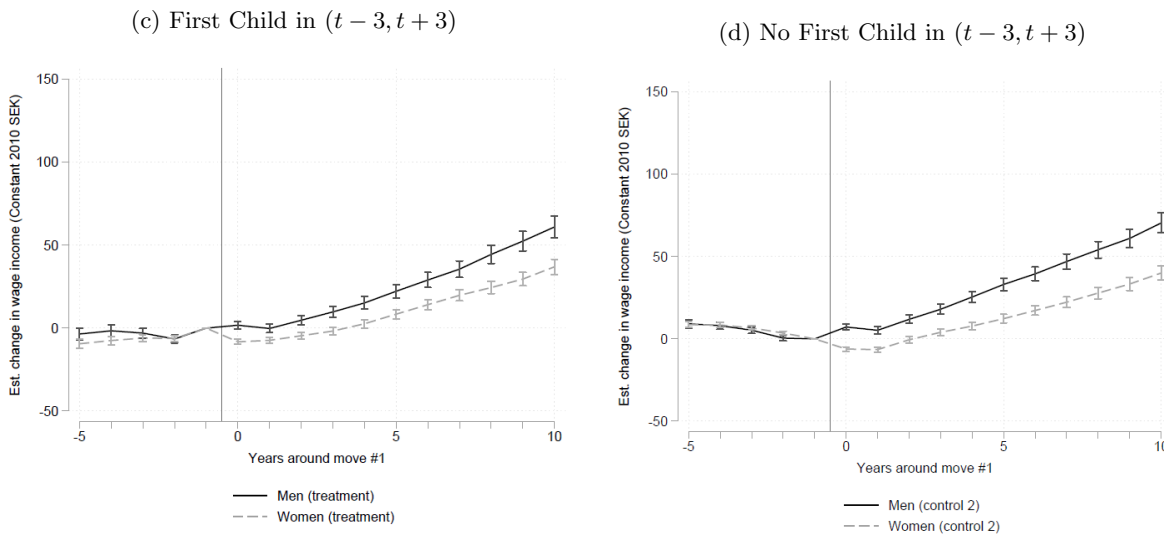 (c) First Child in (t − 3, t + 3)
Est. change in wage income (Constant 2010 SEK)
150
100
50
0
-50
-5
0
5
10
Years around move #1
Men (treatment)
Women (treatment)
(d) No First Child in (t − 3, t + 3)
Est. change in wage income (Constant 2010 SEK)
150
100
50
0
-50
-5
0
5
10
Years around move #1
Men (control 2)
Women (control 2)